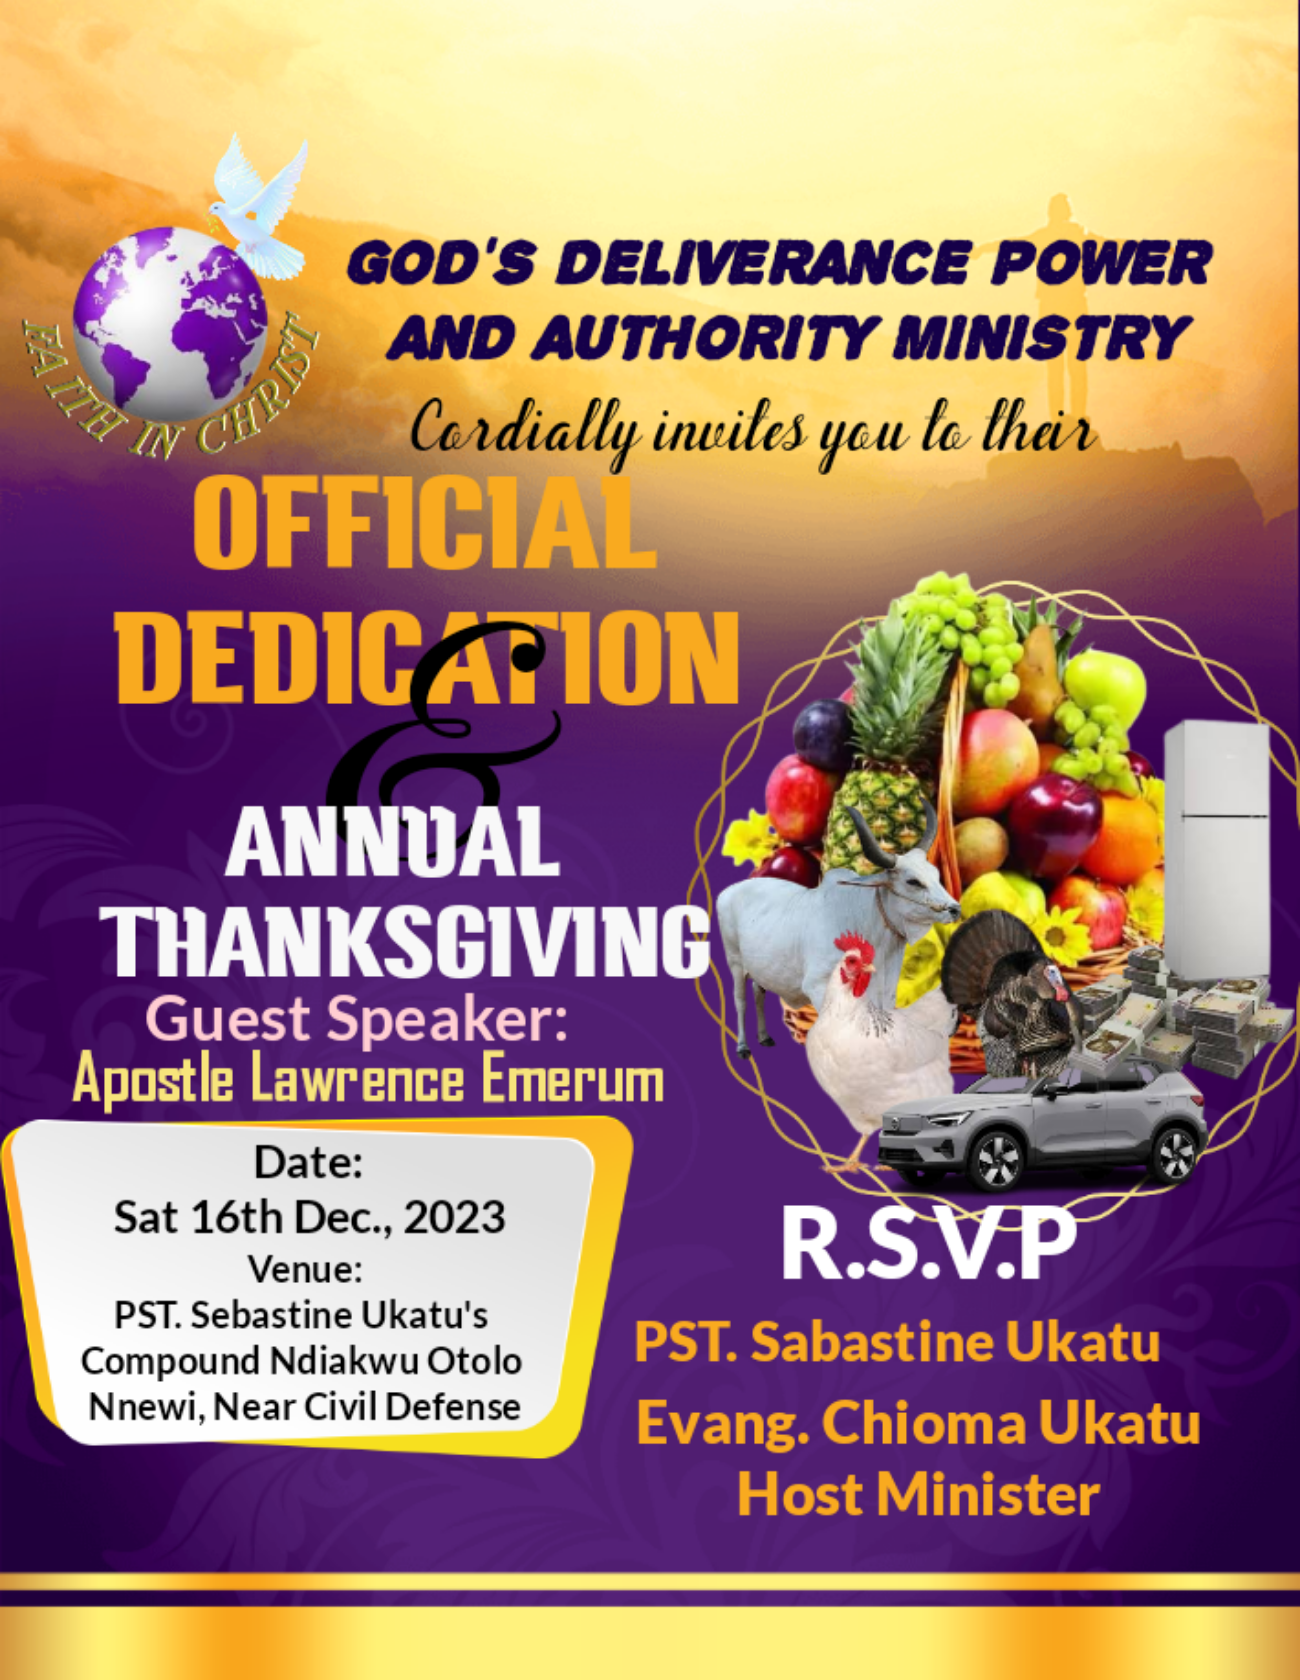 FAITH IN CHRIST
GOD'S DELIVERANCE POWER
AND AUTHORITY MINISTRY
Cordially invites you to their
OFFICIAL
DEDICATION
&
ANNUAL
THANKSGIVING
Guest Speaker:
Apostle Lawrence Emerum
Date:
Sat 16th Dec., 2023
Venue:
PST. Sebastine Ukatu's
Compound Ndiakwu Otolo
Nnewi, Near Civil Defense
R.S.V.P
PST. Sabastine Ukatu
Evang. Chioma Ukatu
Host Minister